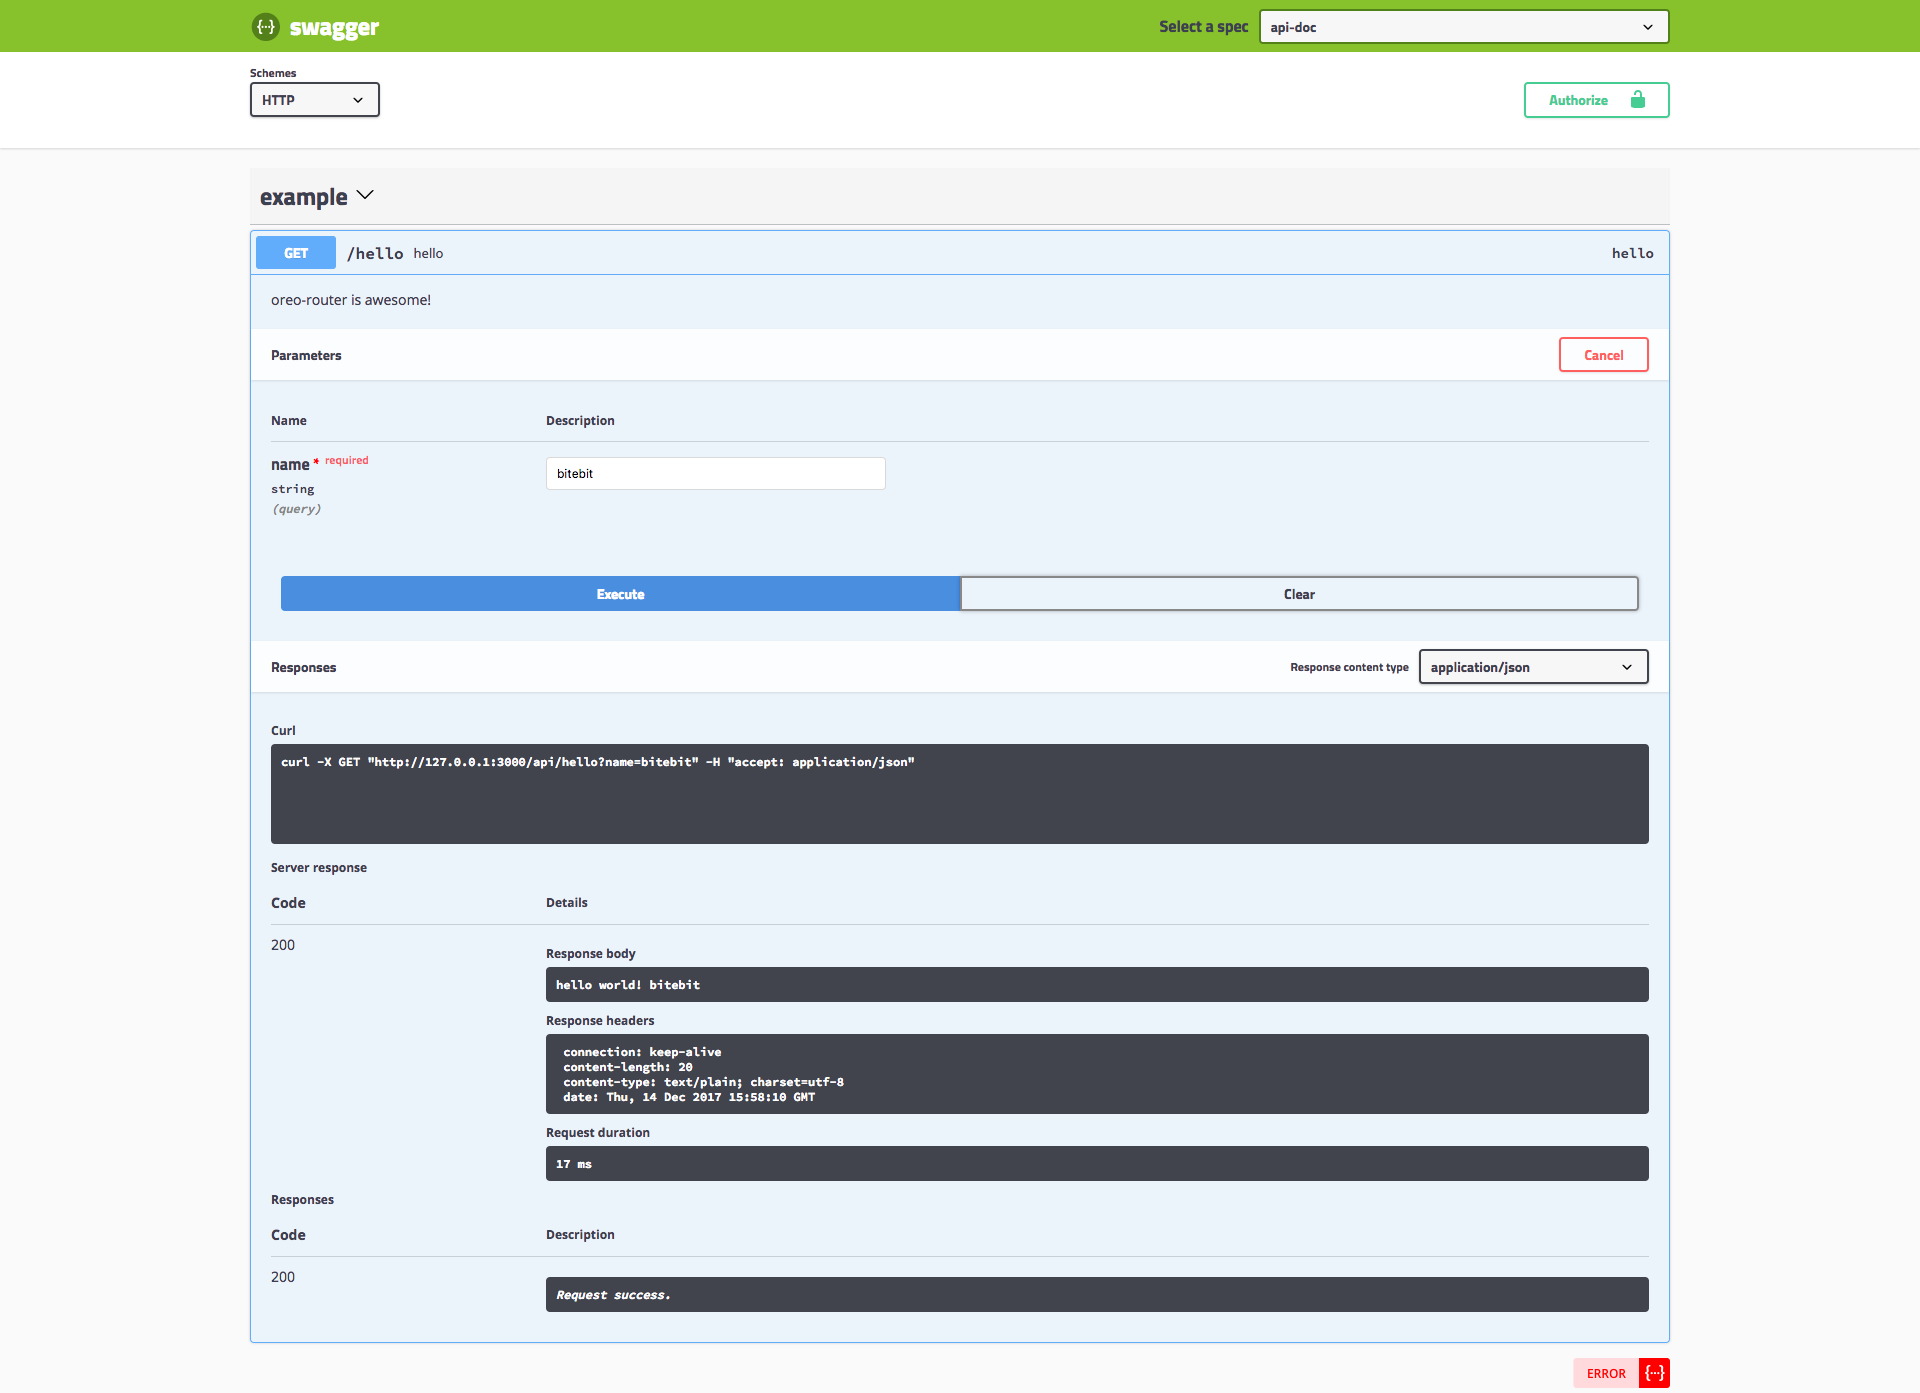 {···} swagger
Select a spec
api-doc
Schemes
HTTP
Authorize
example
GET /hello hello hello
oreo-router is awesome!
Parameters Cancel
Name Description
name * required
bitebit
string
(query)
Execute Clear
Responses Response content type application/json
Curl
curl -X GET "http://127.0.0.1:3000/api/hello?name=bitebit" -H "accept: application/json"
Server response
Code Details
200
Response body
hello world! bitebit
Response headers
connection: keep-alive
content-length: 20
content-type: text/plain; charset=utf-8
date: Thu, 14 Dec 2017 15:58:10 GMT
Request duration
17 ms
Responses
Code Description
200
Request success.
ERROR {···}